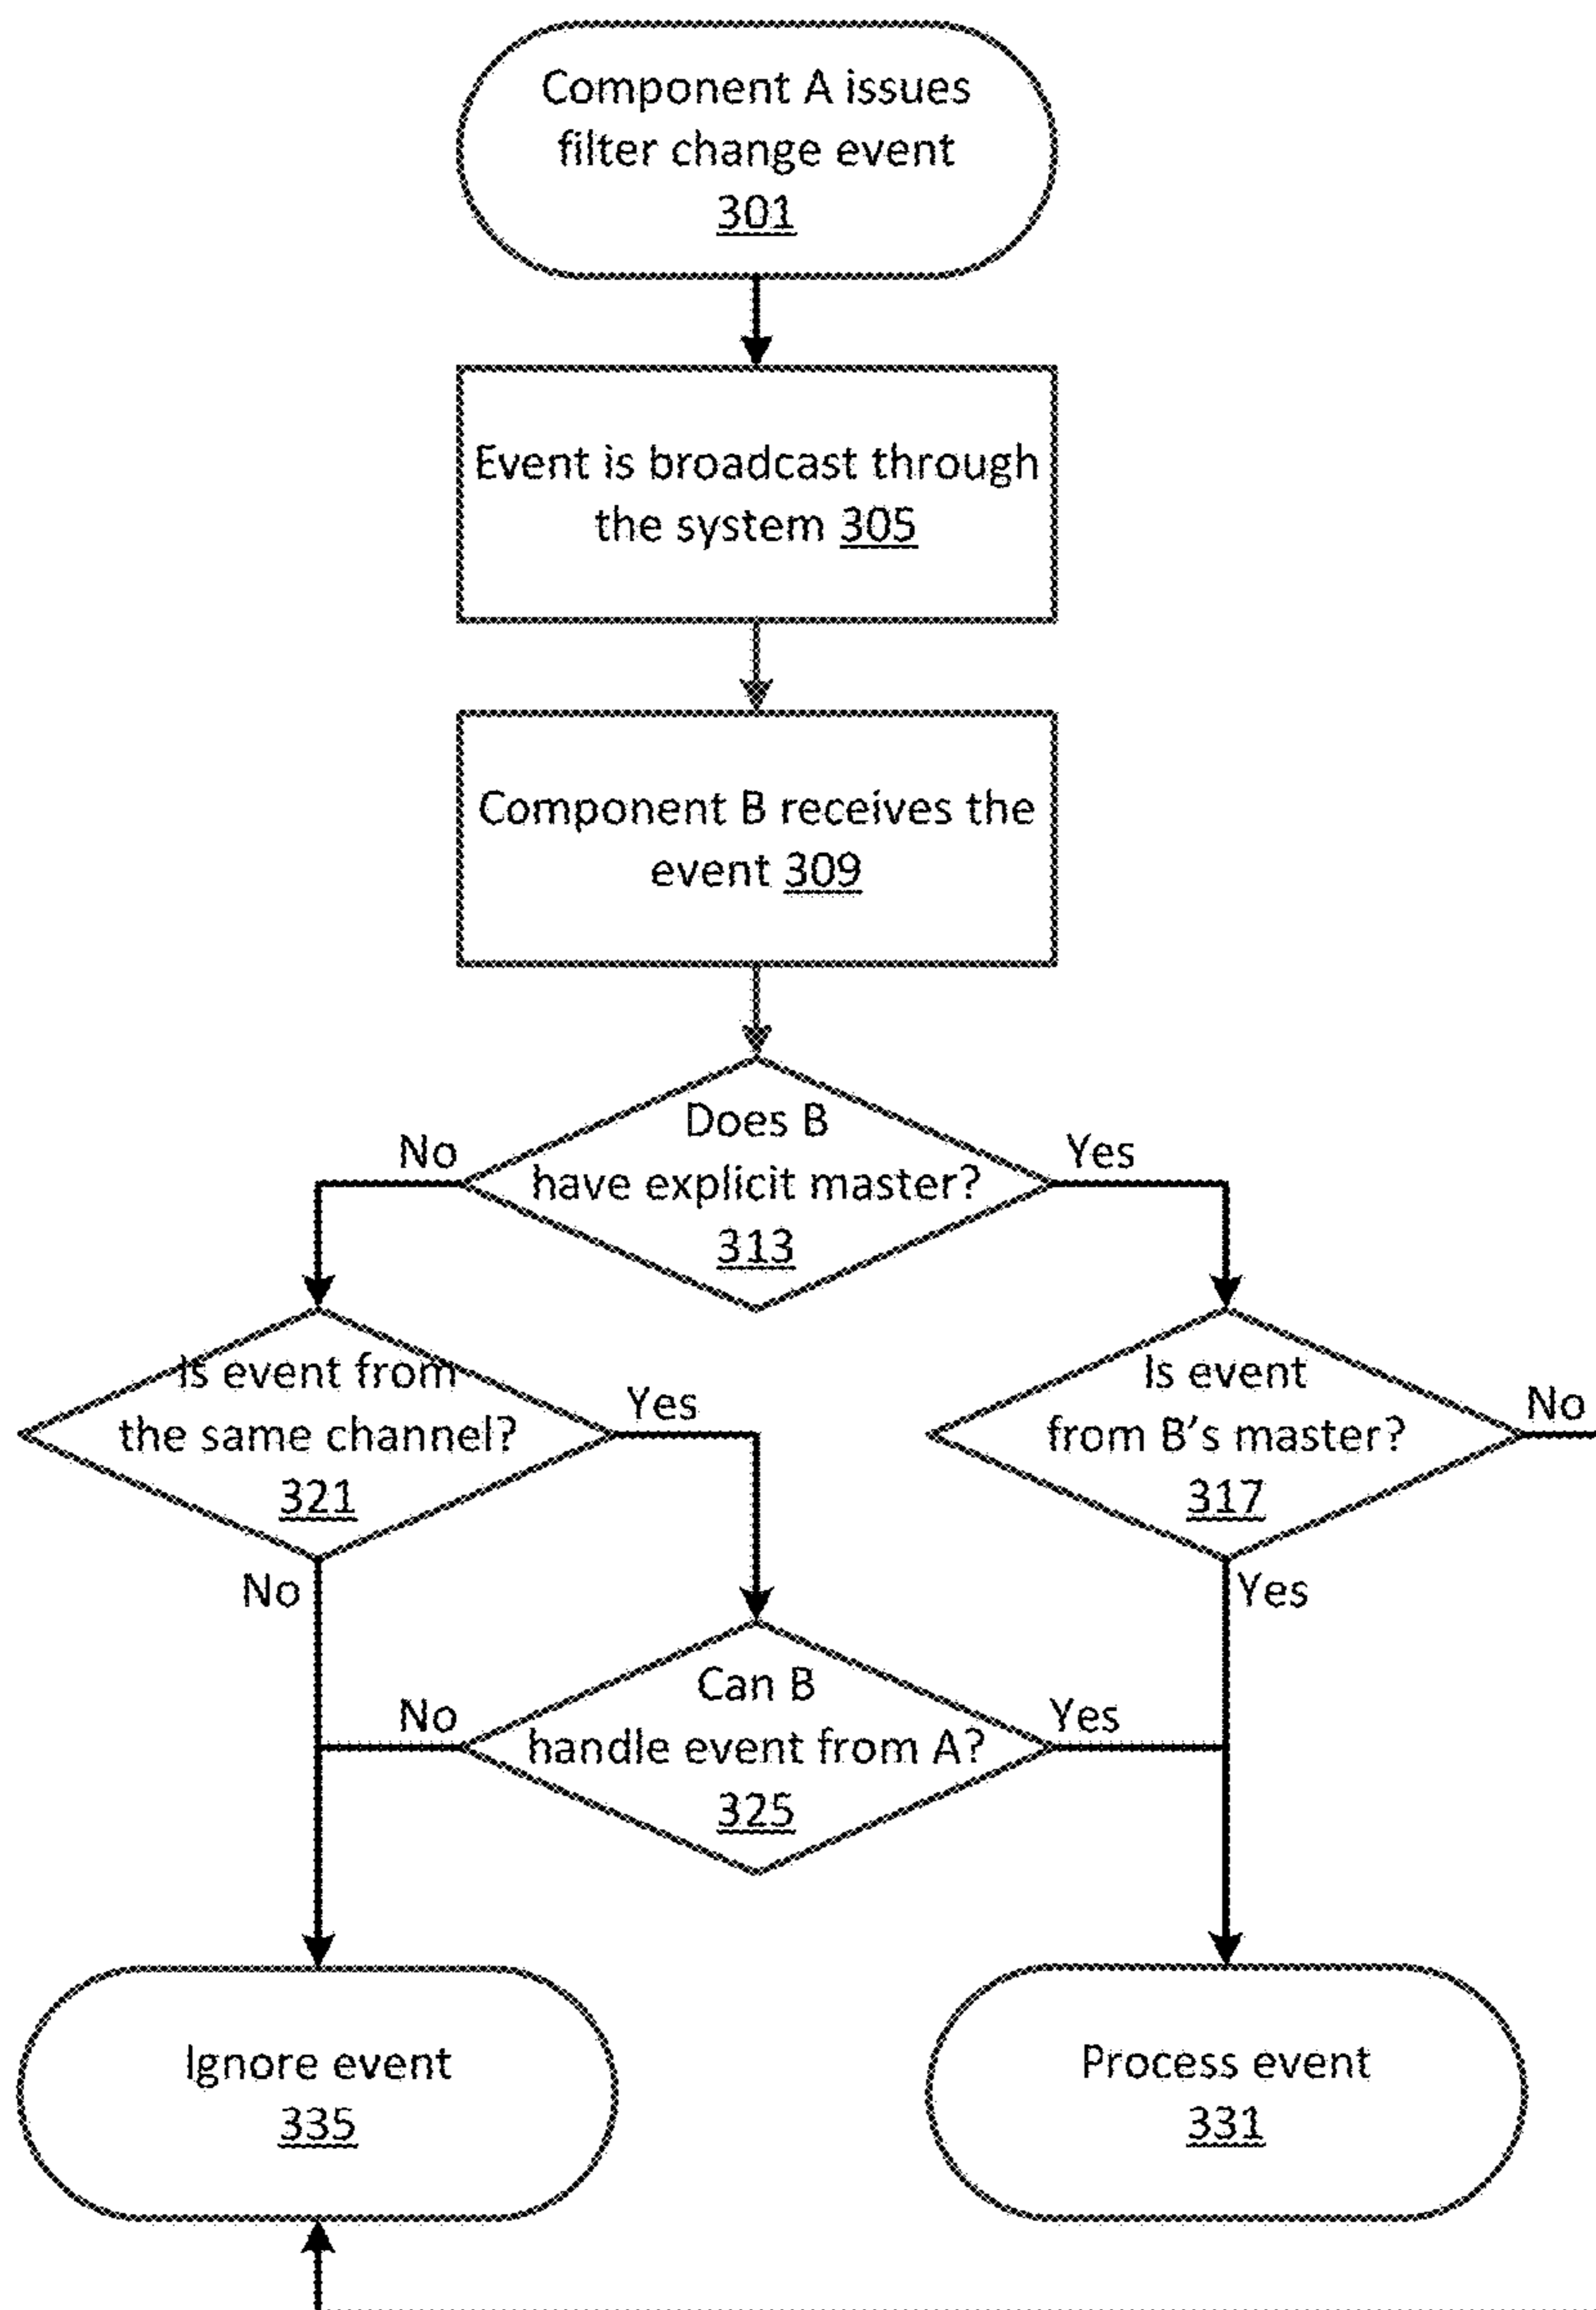 Component A issues
filter change event
301
Event is broadcast through
the system 305
Component B receives the
event 309
Does B
have explicit master?
313
No
Yes
Is event from
the same channel?
321
Yes
No
Is event
from B's master?
317
No
Yes
Can B
handle event from A?
325
No
Yes
Ignore event
335
Process event
331